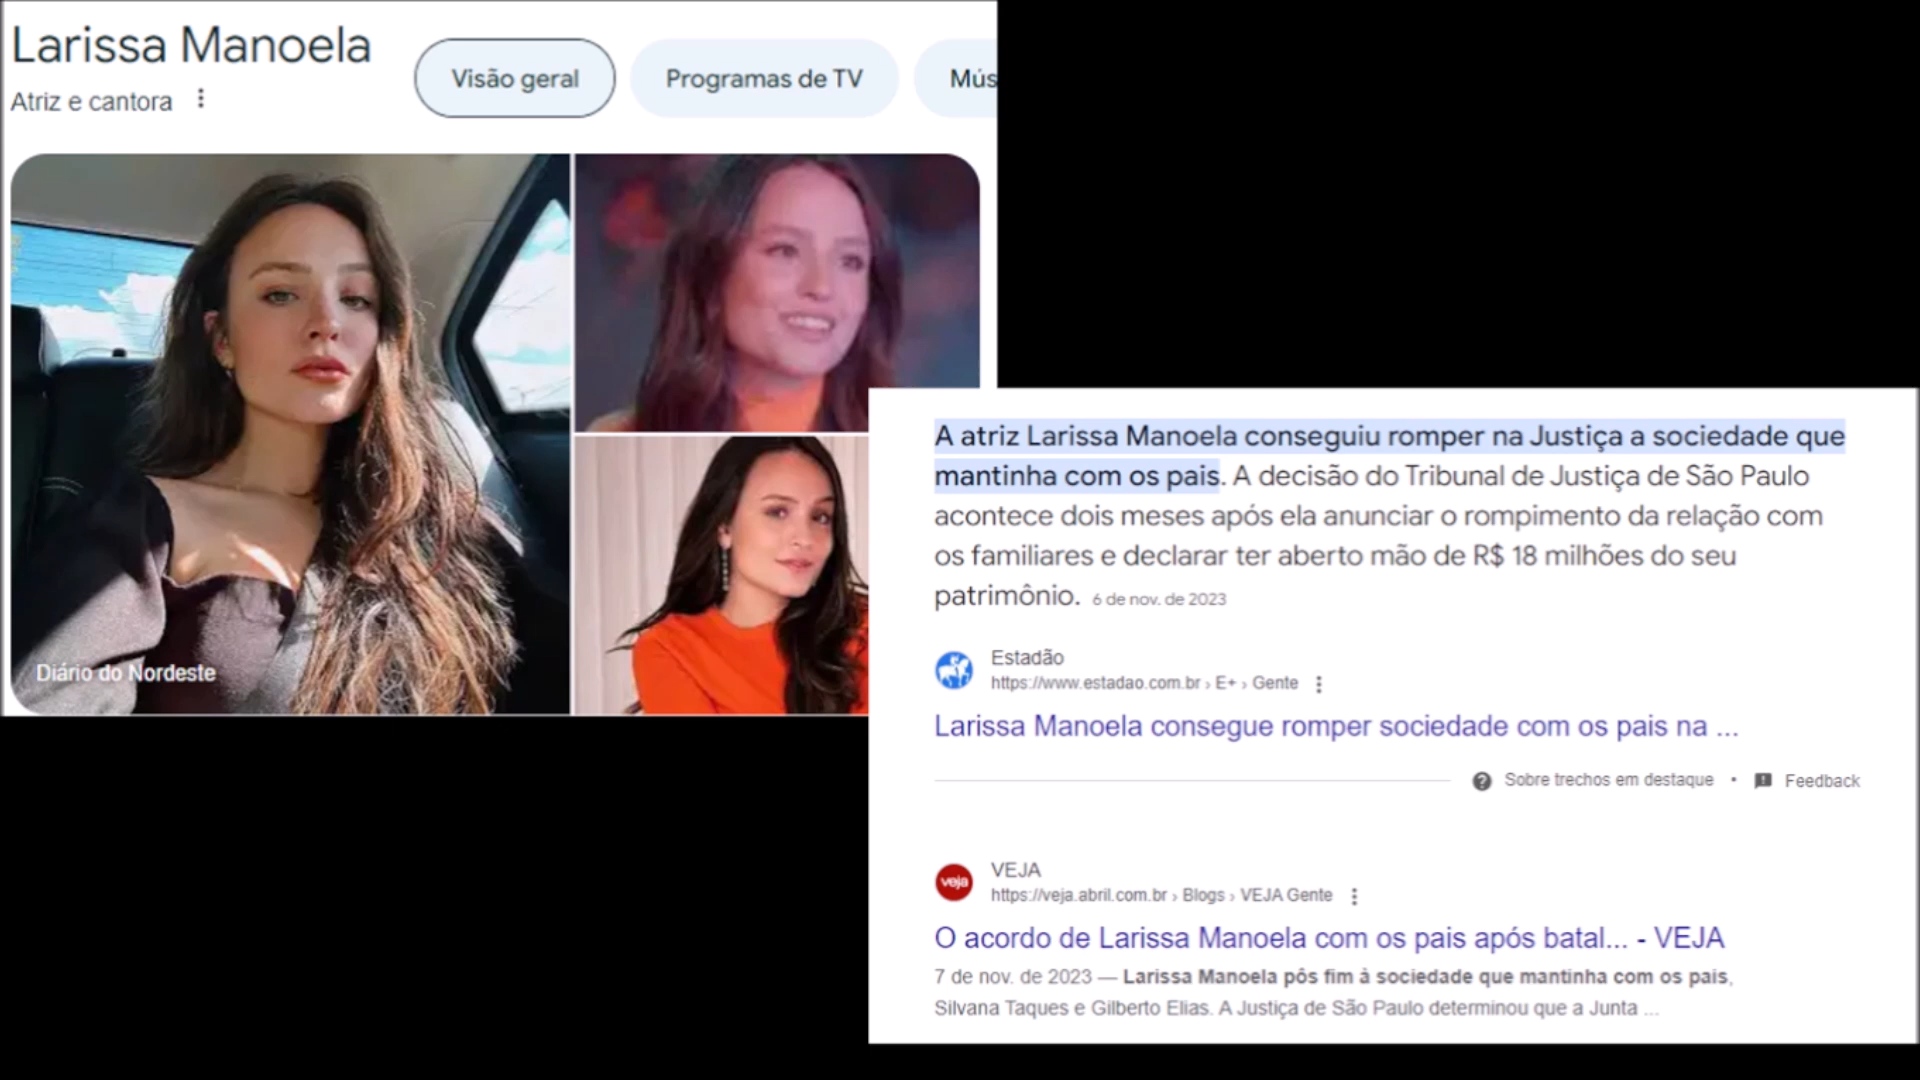 Larissa Manoela
Atriz e cantora
Visão geral
Programas de TV
Mús
Diário do Nordeste
A atriz Larissa Manoela conseguiu romper na Justiça a sociedade que
mantinha com os pais. A decisão do Tribunal de Justiça de São Paulo
acontece dois meses após ela anunciar o rompimento da relação com
os familiares e declarar ter aberto mão de R$ 18 milhões do seu
patrimônio. 6 de nov. de 2023
Estadão
https://www.estadao.com.br › E+ › Gente
Larissa Manoela consegue romper sociedade com os pais na ...
Sobre trechos em destaque • Feedback
veja
VEJA
https://veja.abril.com.br › Blogs › VEJA Gente
O acordo de Larissa Manoela com os pais após batal... - VEJA
7 de nov. de 2023 — Larissa Manoela pôs fim à sociedade que mantinha com os pais,
Silvana Taques e Gilberto Elias. A Justiça de São Paulo determinou que a Junta ...